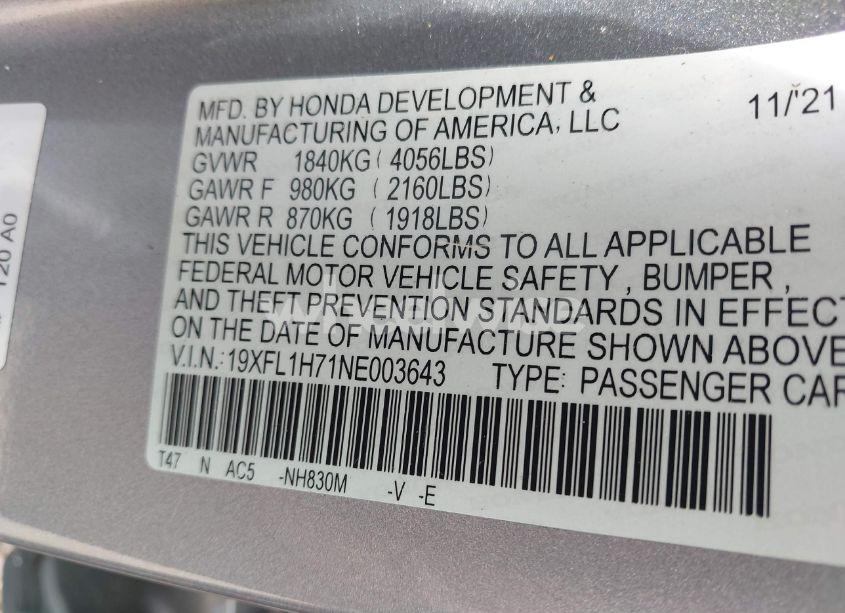 MFD. BY HONDA DEVELOPMENT & 11/'21
MANUFACTURING OF AMERICA, LLC
GVWR 1840KG ( 4056LBS)
GAWR F 980KG ( 2160LBS)
GAWR R 870KG ( 1918LBS)
THIS VEHICLE CONFORMS TO ALL APPLICABLE
FEDERAL MOTOR VEHICLE SAFETY , BUMPER ,
AND THEFT PREVENTION STANDARDS IN EFFECT
ON THE DATE OF MANUFACTURE SHOWN ABOVE
V.I.N.:19XFL1H71NE003643 TYPE: PASSENGER CAR
T47 N AC5 -NH830M -V -E
120 A0